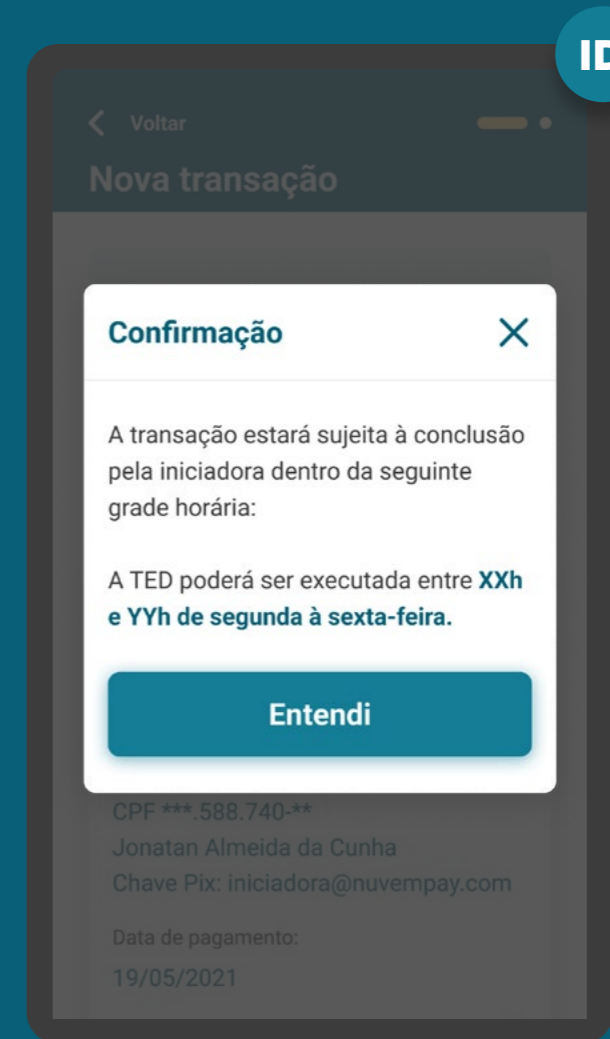 ID
Voltar
Nova transação
Confirmação
A transação estará sujeita à conclusão
pela iniciadora dentro da seguinte
grade horária:
A TED poderá ser executada entre XXh
e YYh de segunda à sexta-feira.
Entendi
CPF ***.588.740-**
Jonatan Almeida da Cunha
Chave Pix: iniciadora@nuvempay.com
Data de pagamento:
19/05/2021